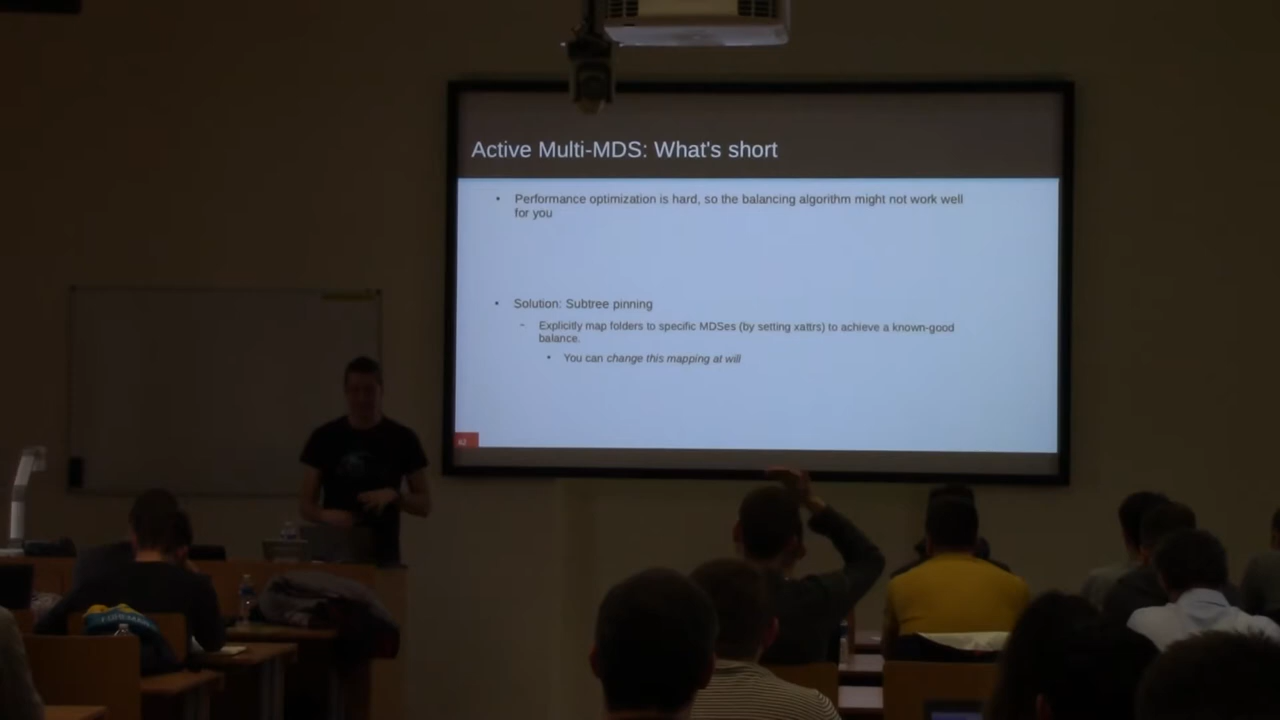 Active Multi-MDS: What's short
• Performance optimization is hard, so the balancing algorithm might not work well
for you
• Solution: Subtree pinning
– Explicitly map folders to specific MDSes (by setting xattrs) to achieve a known-good
balance.
• You can change this mapping at will
42